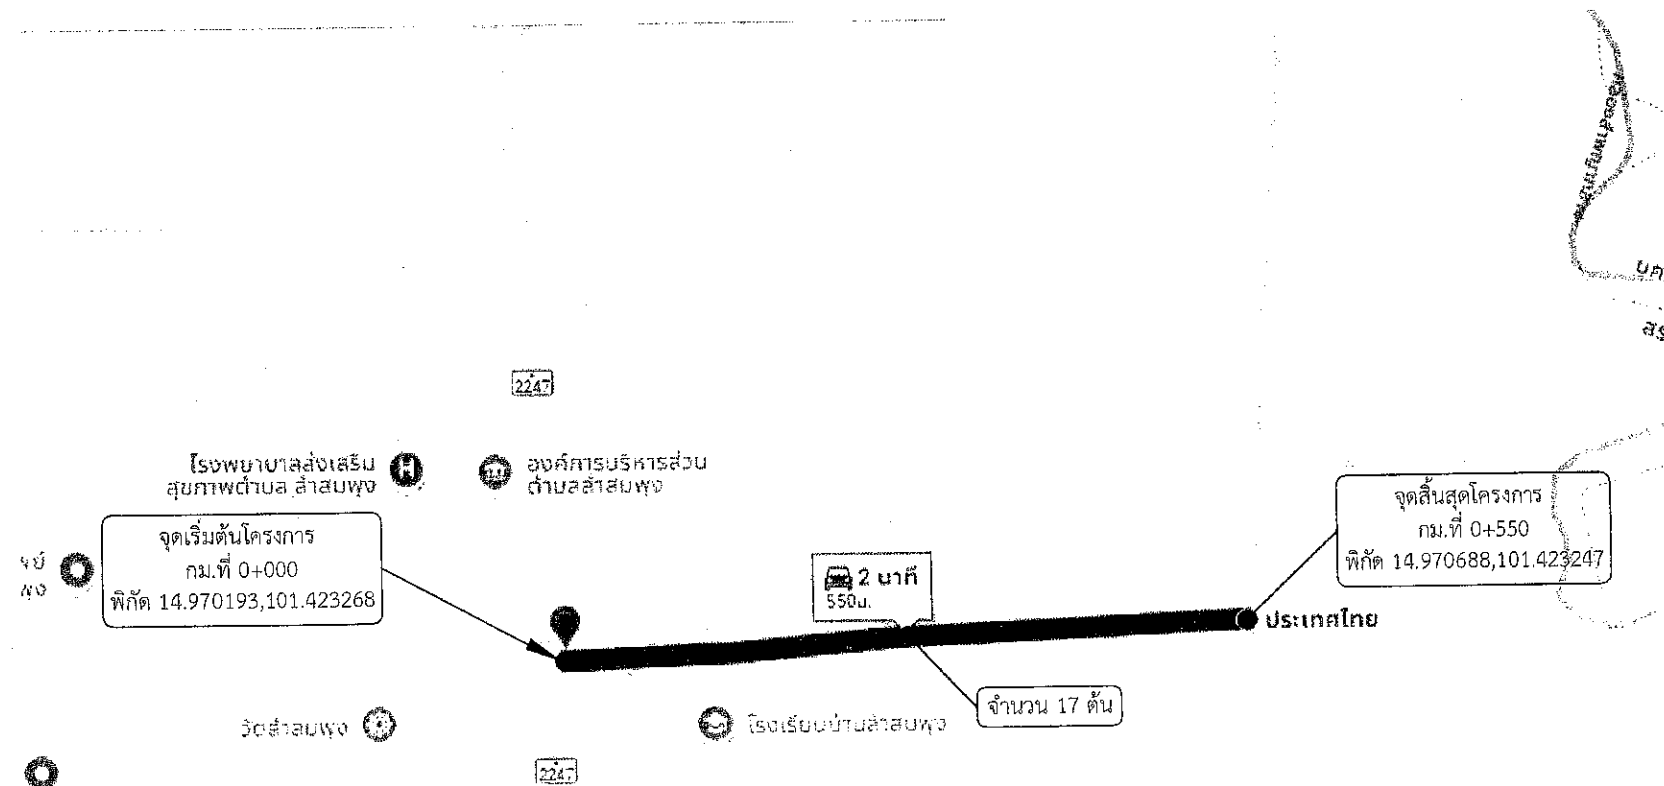 2247
โรงพยาบาลส่งเสริม
สุขภาพตำบล ลำสมพุง
องค์การบริหารส่วน
ตำบลลำสมพุง
จุดเริ่มต้นโครงการ
กม.ที่ 0+000
พิกัด 14.970193,101.423268
จุดสิ้นสุดโครงการ
กม.ที่ 0+550
พิกัด 14.970688,101.423247
2 นาที
550ม.
ประเทศไทย
จำนวน 17 ต้น
วัดลำสมพุง
โรงเรียนบ้านลำสมพุง
2247